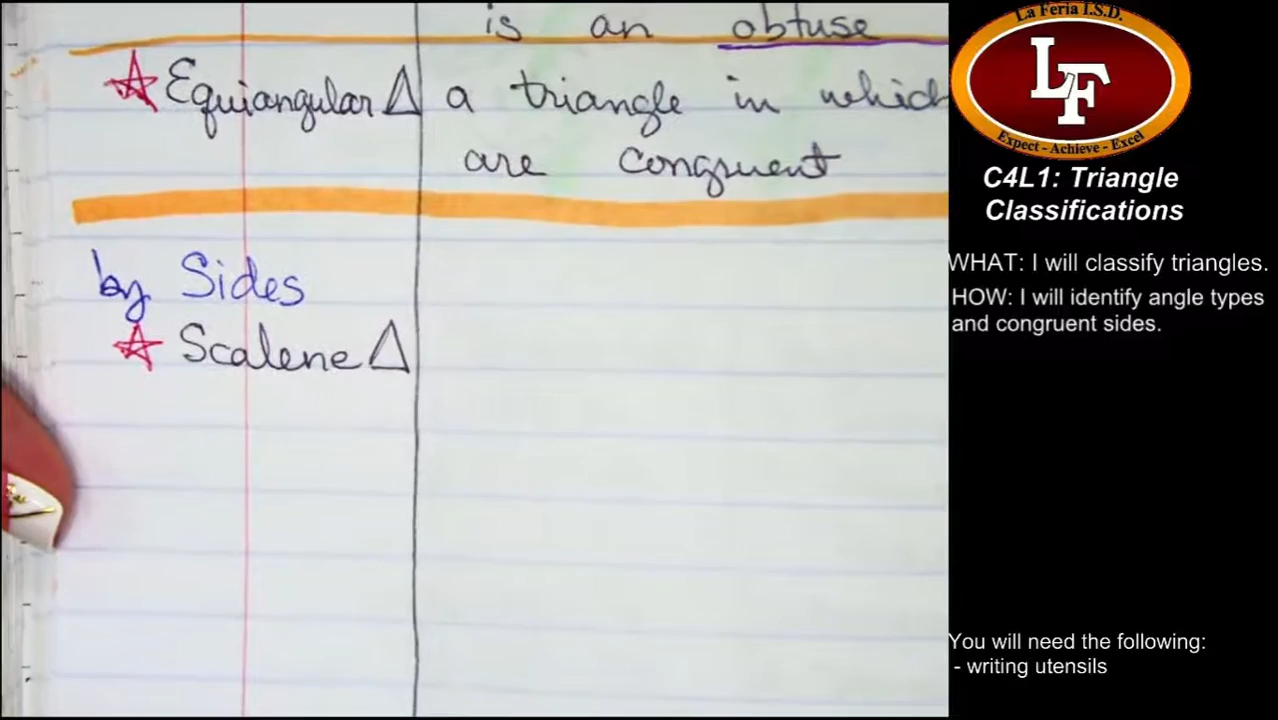 is an obtuse
☆ Equiangular △ a triangle in which
are congruent
by Sides
☆ Scalene △
La Feria I.S.D.
LF
Expect - Achieve - Excel
C4L1: Triangle
Classifications
WHAT: I will classify triangles.
HOW: I will identify angle types
and congruent sides.
You will need the following:
- writing utensils